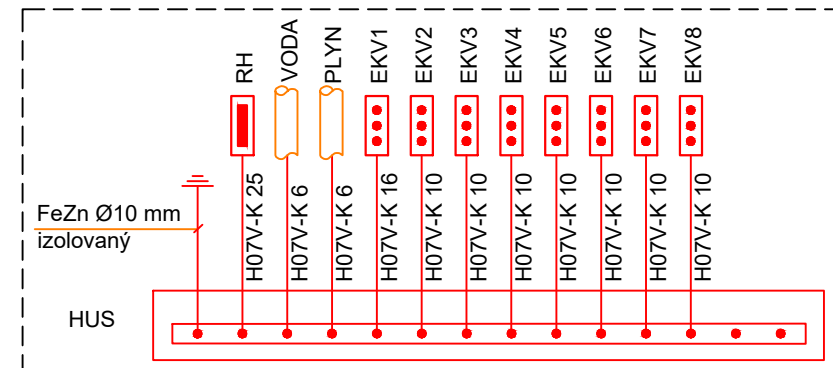 RH
VODA
PLYN
EKV1
EKV2
EKV3
EKV4
EKV5
EKV6
EKV7
EKV8
FeZn Ø10 mm
izolovaný
H07V-K 25
H07V-K 6
H07V-K 6
H07V-K 16
H07V-K 10
H07V-K 10
H07V-K 10
H07V-K 10
H07V-K 10
H07V-K 10
H07V-K 10
HUS